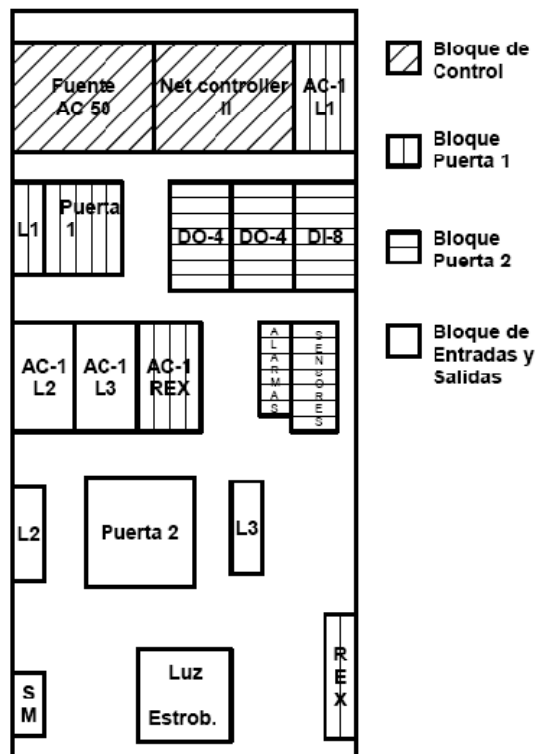 Fuente
AC 50
Net controller
II
AC-1
L1
L1
Puerta
1
DO-4
DO-4
DI-8
AC-1
L2
AC-1
L3
AC-1
REX
ALARMAS
SENSORES
L2
Puerta 2
L3
SM
Luz
Estrob.
REX
Bloque de
Control
Bloque
Puerta 1
Bloque
Puerta 2
Bloque de
Entradas y
Salidas